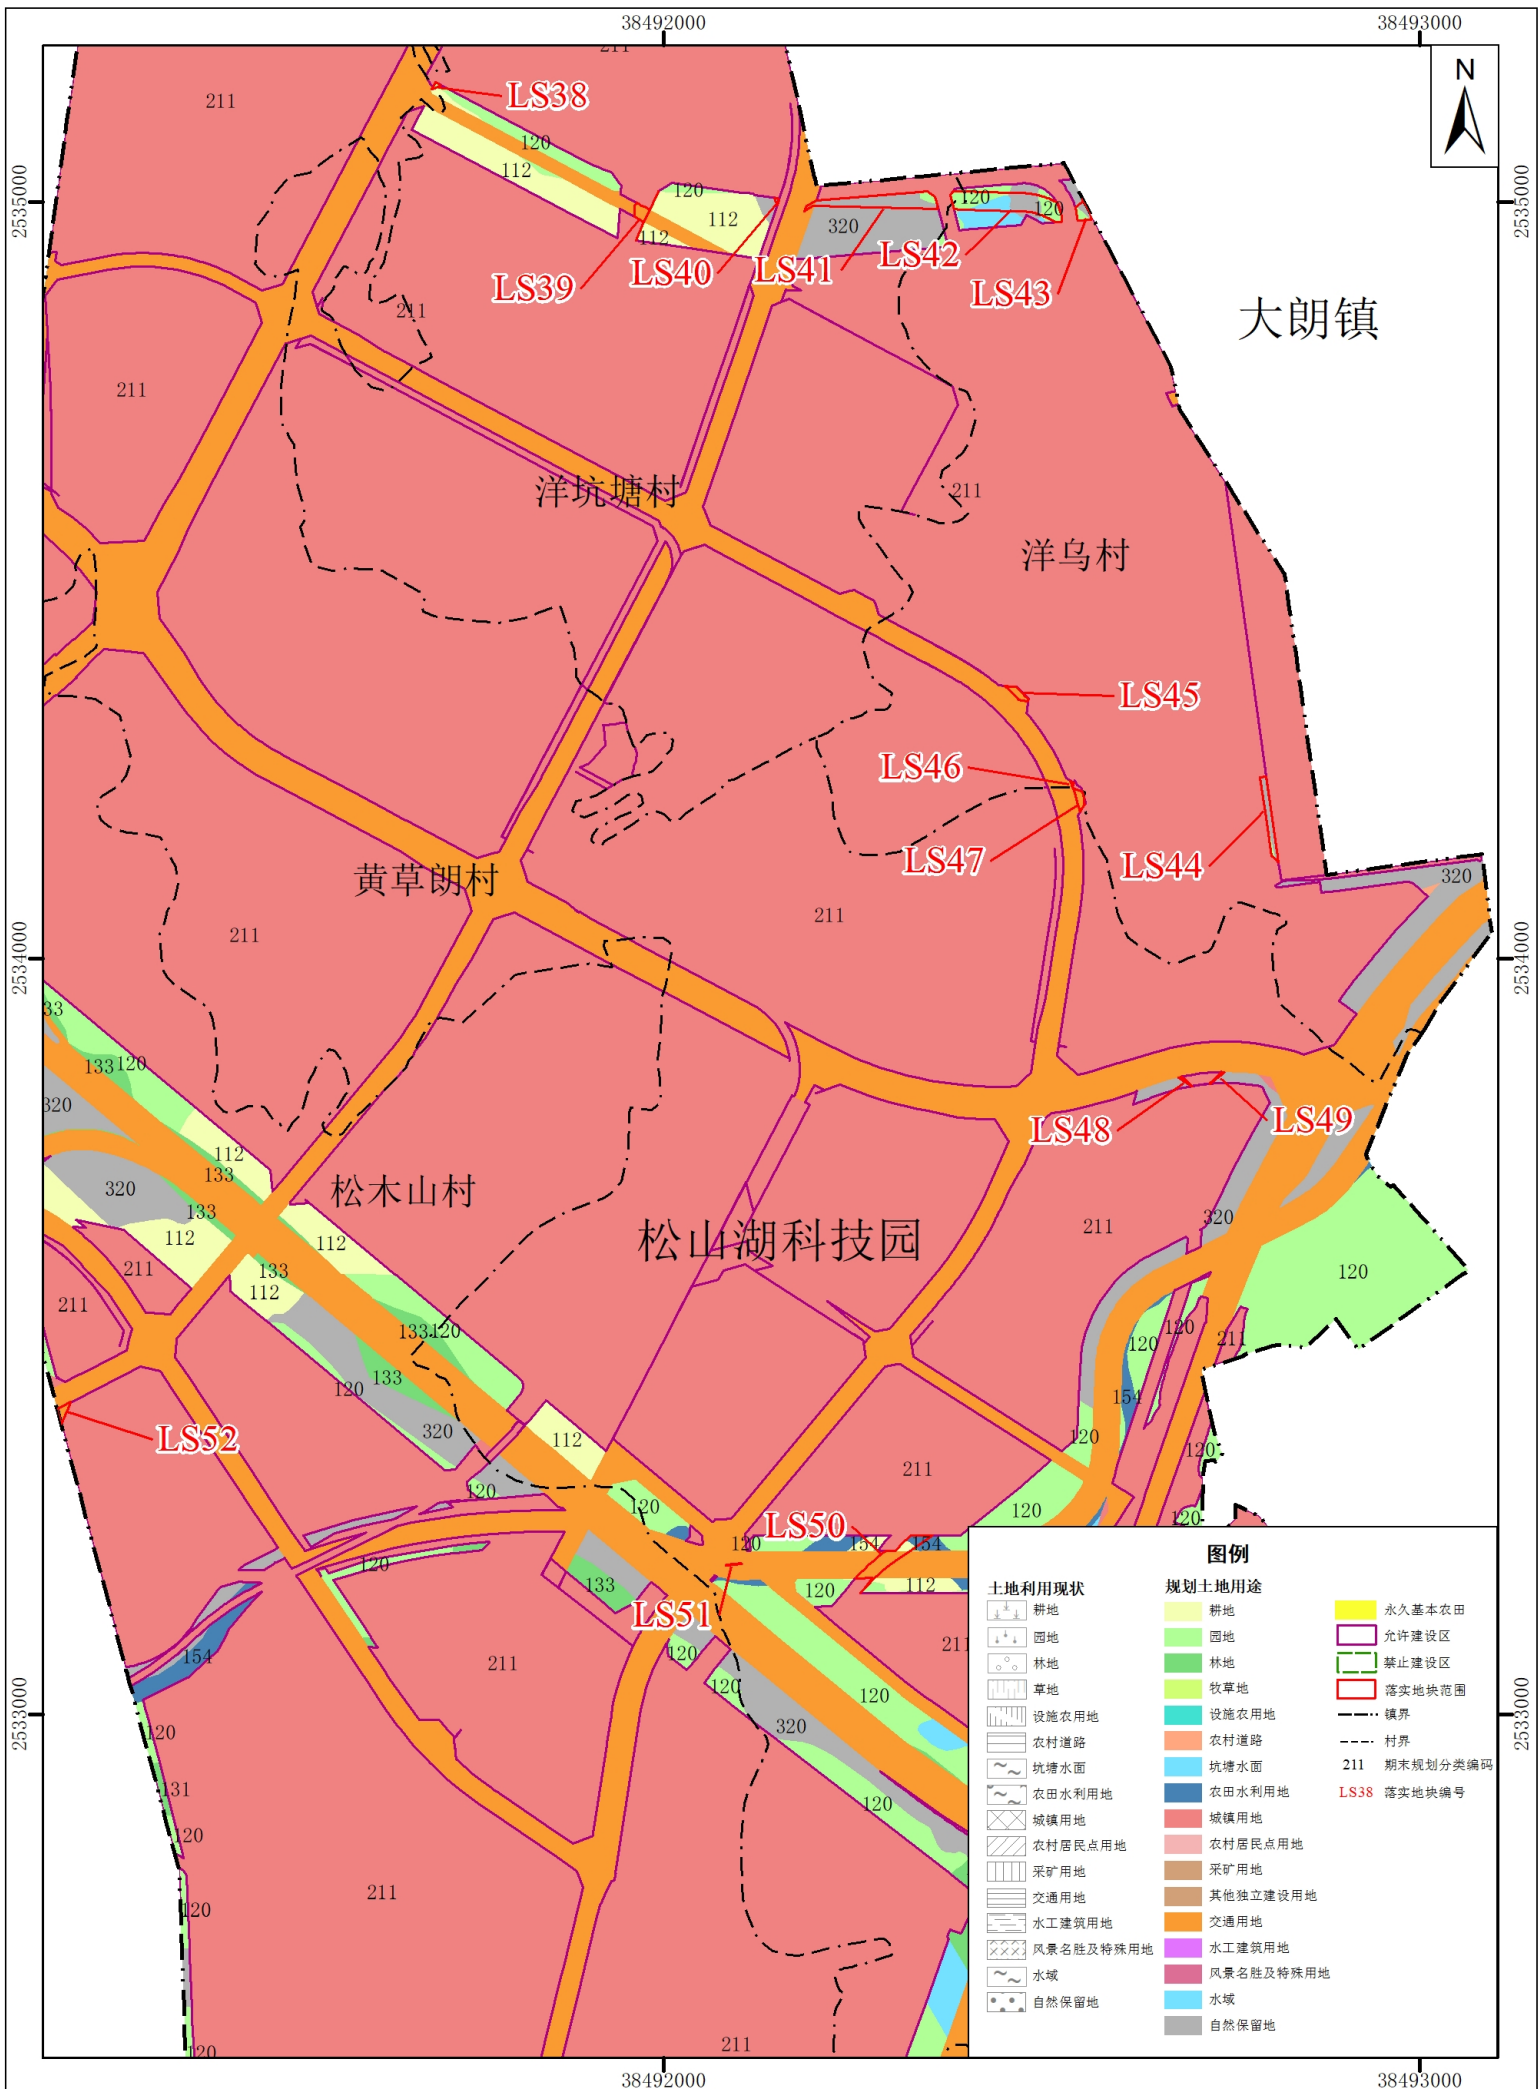 38492000
38493000
211
N
211
LS38
120
112
2535000
2535000
120
112
112
320
120
120
LS39
LS40
LS41
LS42
LS43
211
大朗镇
211
洋坑塘村
211
洋乌村
LS45
LS46
LS47
LS44
黄草朗村
320
211
211
2534000
2534000
33
133
120
320
LS48
LS49
112
133
320
133
松木山村
112
112
211
133
112
松山湖科技园
211
320
120
211
133
120
120
120
211
133
120
154
LS52
320
112
120
120
211
120
120
120
120
LS50
120
154
154
120
133
120
112
LS51
211
154
211
120
120
120
320
2533000
2533000
120
131
120
120
211
120
211
120
图例
土地利用现状
耕地
园地
林地
草地
设施农用地
农村道路
坑塘水面
农田水利用地
城镇用地
农村居民点用地
采矿用地
交通用地
水工建筑用地
风景名胜及特殊用地
水域
自然保留地
规划土地用途
耕地
园地
林地
牧草地
设施农用地
农村道路
坑塘水面
农田水利用地
城镇用地
农村居民点用地
采矿用地
其他独立建设用地
交通用地
水工建筑用地
风景名胜及特殊用地
水域
自然保留地
永久基本农田
允许建设区
禁止建设区
落实地块范围
镇界
村界
211 期末规划分类编码
LS38 落实地块编号
38492000
38493000